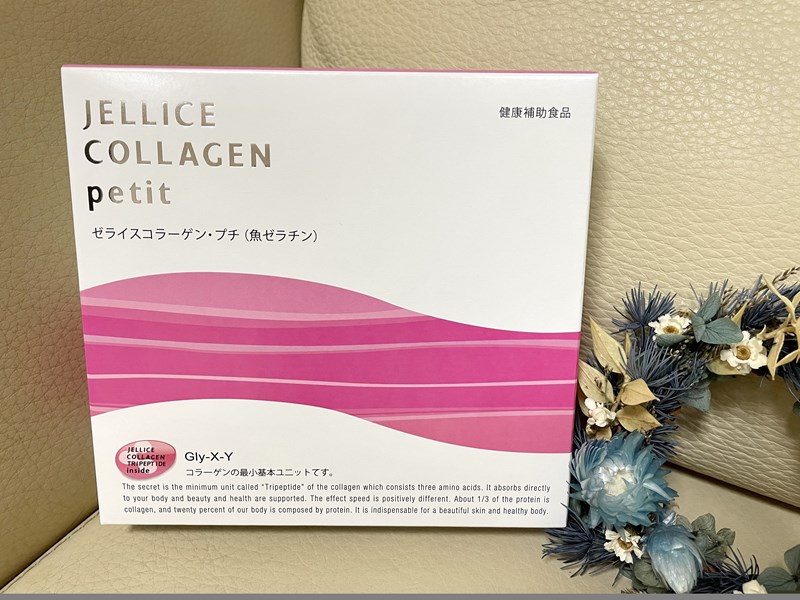 JELLICE
COLLAGEN
petit
健康補助食品
ゼライスコラーゲン・プチ（魚ゼラチン）
JELLICE
COLLAGEN
TRIPEPTIDE
inside
Gly-X-Y
コラーゲンの最小基本ユニットです。
The secret is the minimum unit called “Tripeptide” of the collagen which consists three amino acids. It absorbs directly
to your body and beauty and health are supported. The effect speed is positively different. About 1/3 of the protein is
collagen, and twenty percent of our body is composed by protein. It is indispensable for a beautiful skin and healthy body.